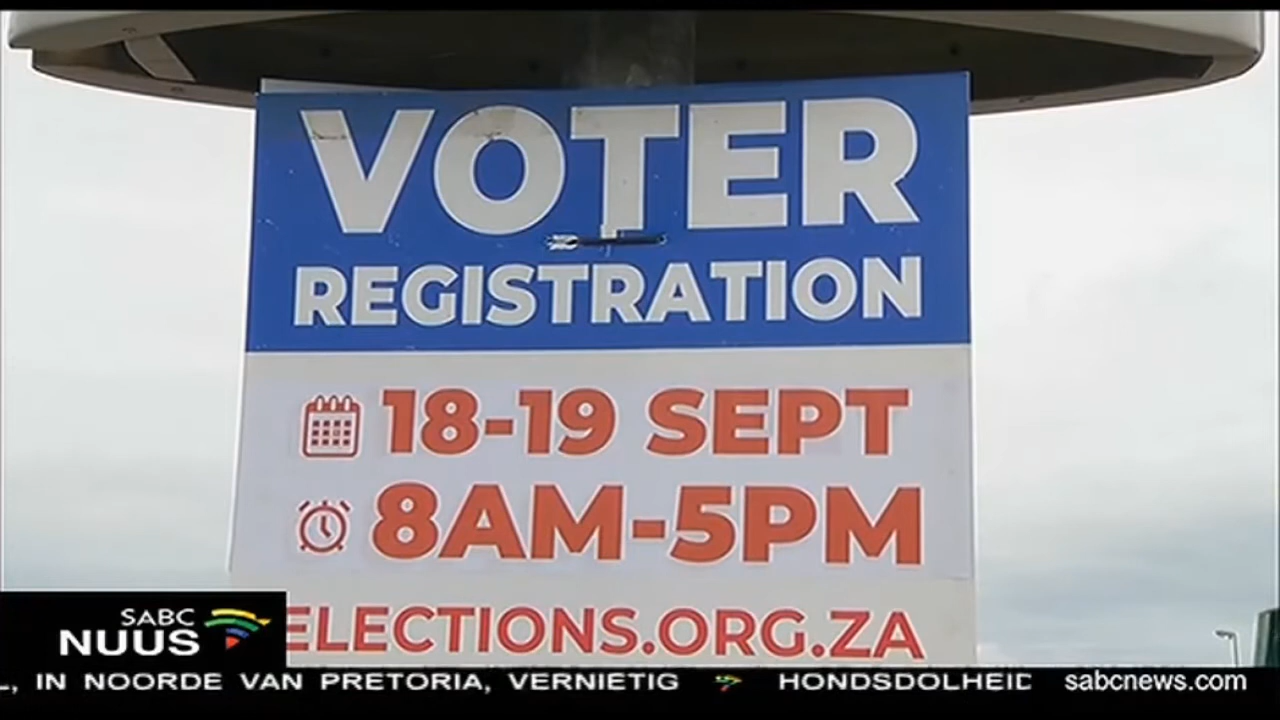 VOTER
REGISTRATION
18-19 SEPT
8AM-5PM
ELECTIONS.ORG.ZA
SABC
NUUS
IN NOORDE VAN PRETORIA, VERNIETIG HONDSDOLHEID sabcnews.com